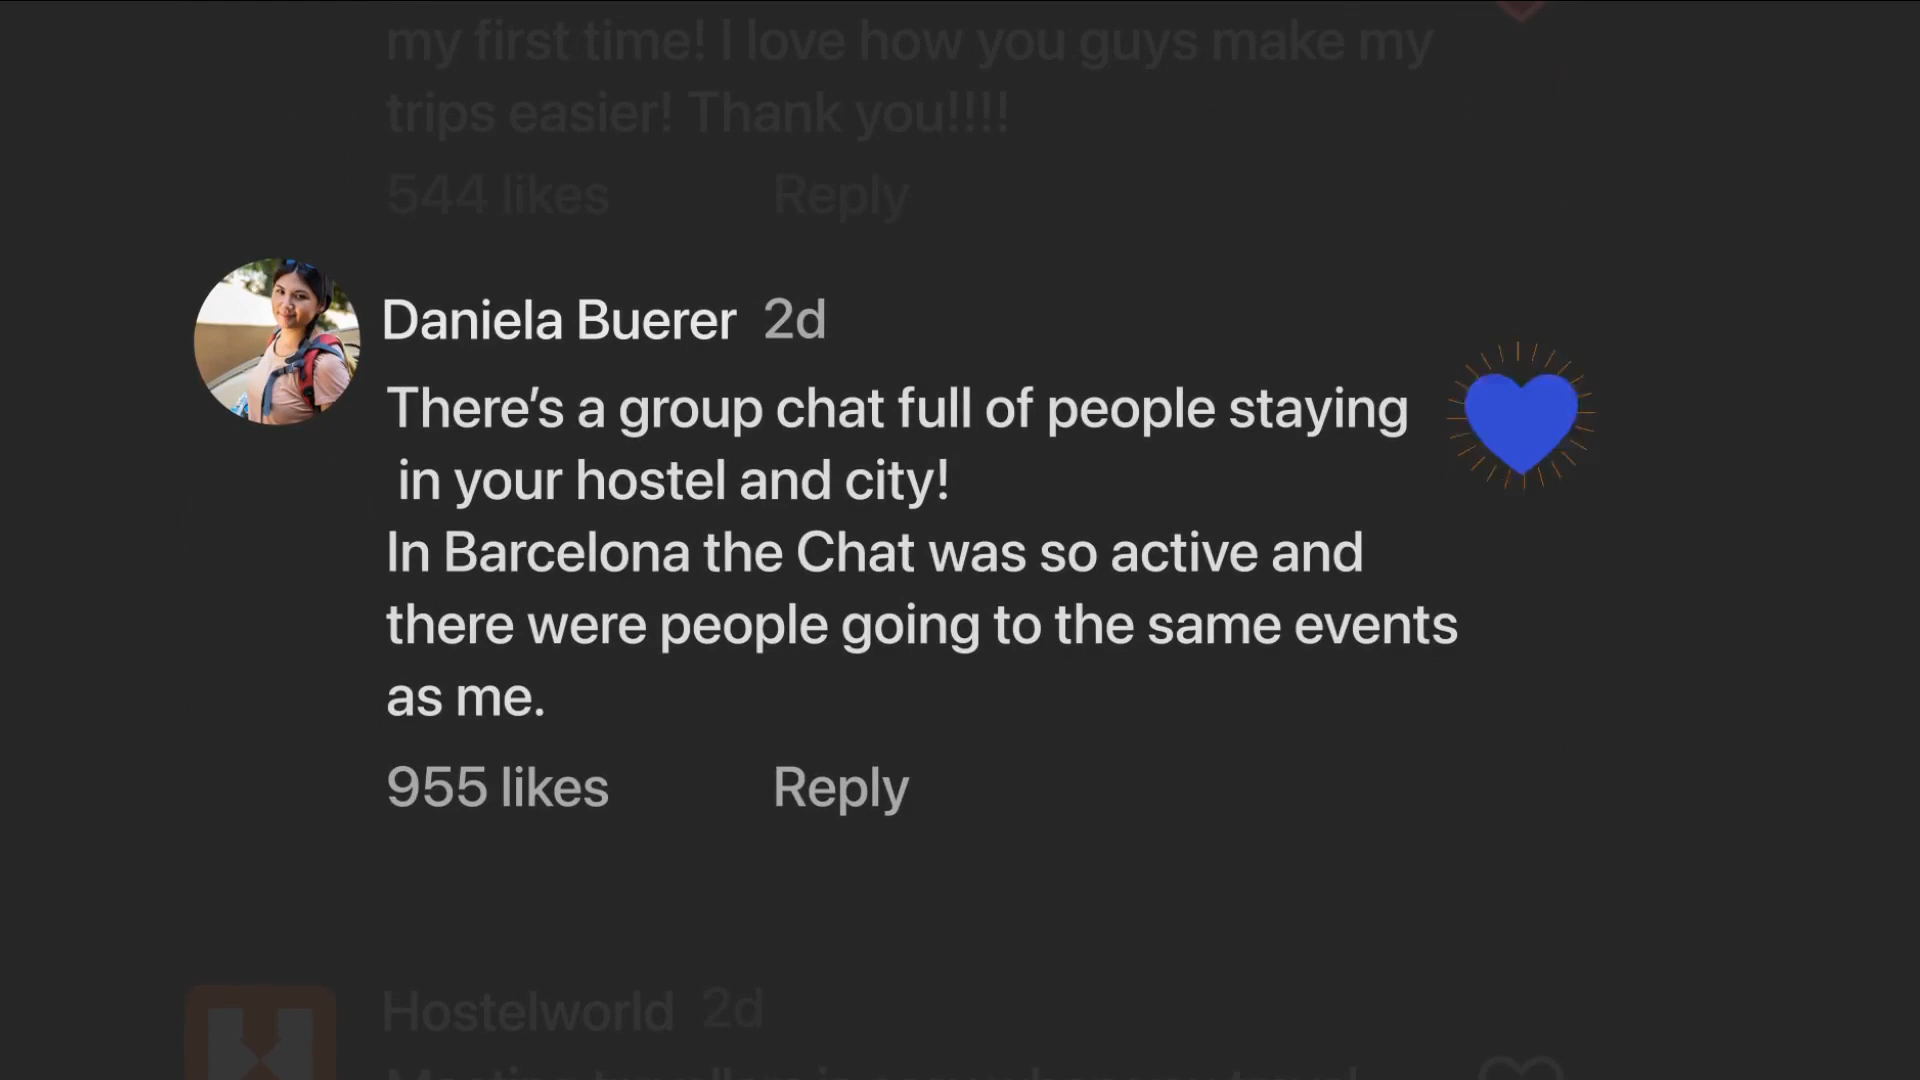 my first time! I love how you guys make my
trips easier! Thank you!!!!
544 likes Reply
Daniela Buerer 2d
There’s a group chat full of people staying
in your hostel and city!
In Barcelona the Chat was so active and
there were people going to the same events
as me.
955 likes Reply
Hostelworld 2d